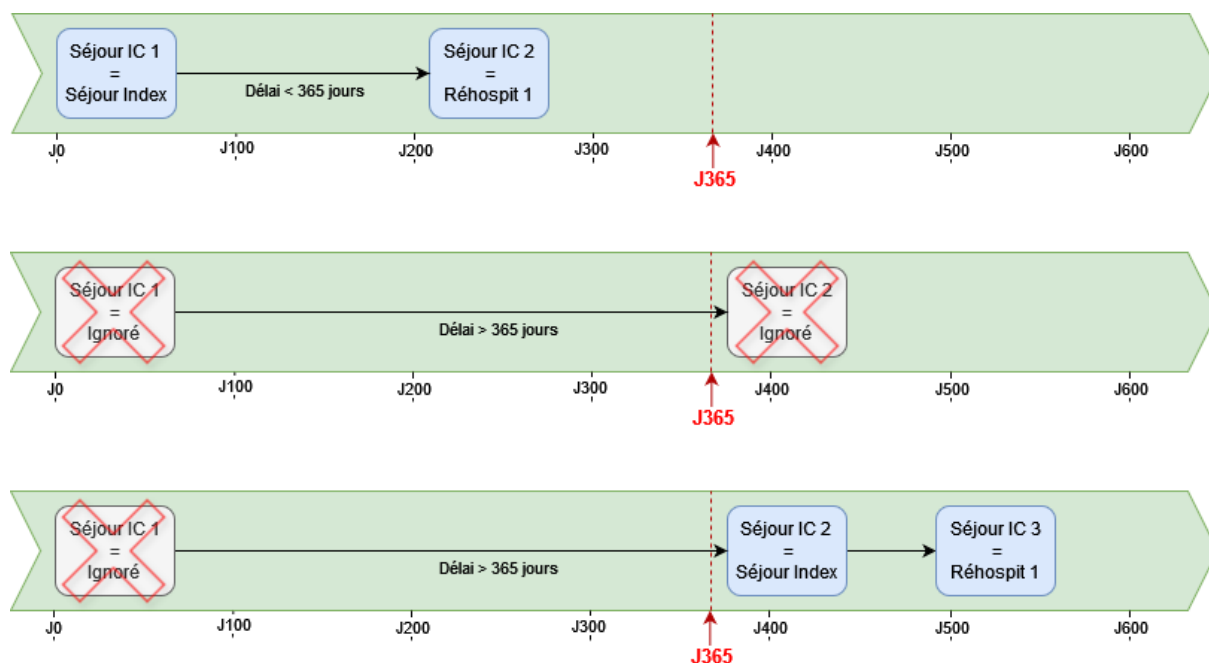 Séjour IC 1
=
Séjour Index
Délai < 365 jours
Séjour IC 2
=
Réhospit 1
J0
J100
J200
J300
J400
J500
J600
J365
Séjour IC 1
=
Ignoré
Délai > 365 jours
Séjour IC 2
=
Ignoré
J0
J100
J200
J300
J400
J500
J600
J365
Séjour IC 1
=
Ignoré
Délai > 365 jours
Séjour IC 2
=
Séjour Index
Séjour IC 3
=
Réhospit 1
J0
J100
J200
J300
J400
J500
J600
J365